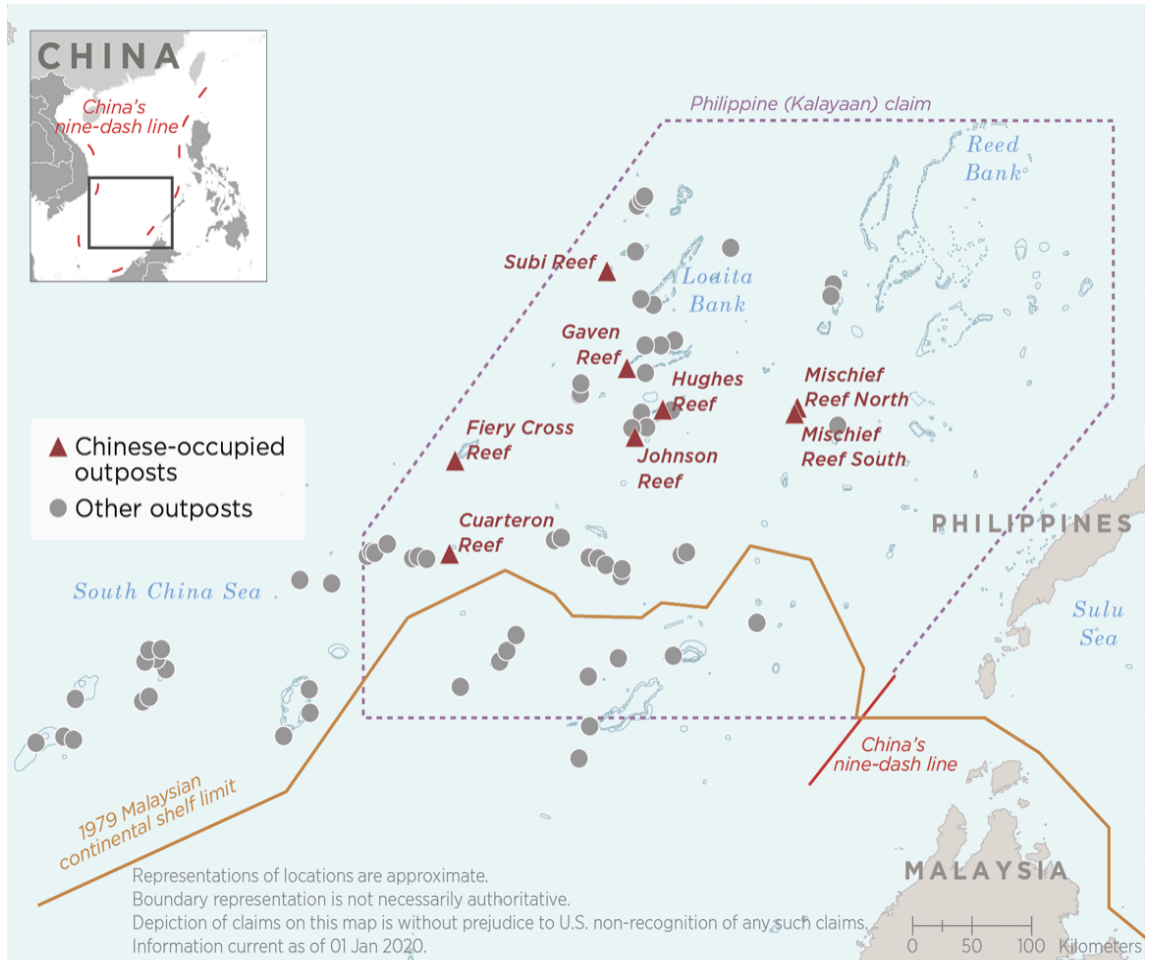 CHINA
China's
nine-dash line
Philippine (Kalayaan) claim
Reed
Bank
Subi Reef
Loaita
Bank
Gaven
Reef
Hughes
Reef
Mischief
Reef North
Mischief
Reef South
Fiery Cross
Reef
Johnson
Reef
Chinese-occupied
outposts
Other outposts
Cuarteron
Reef
PHILIPPINES
South China Sea
Sulu
Sea
China's
nine-dash line
1979 Malaysian
continental shelf limit
MALAYSIA
Representations of locations are approximate.
Boundary representation is not necessarily authoritative.
Depiction of claims on this map is without prejudice to U.S. non-recognition of any such claims.
Information current as of 01 Jan 2020.
0 50 100 Kilometers